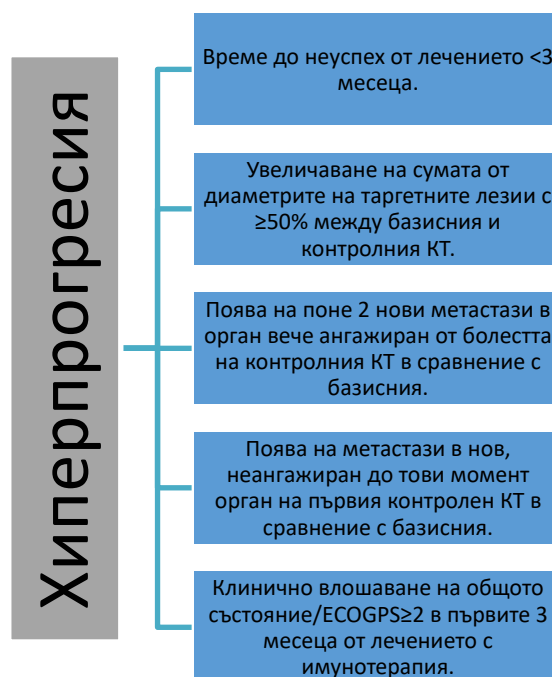 Хиперпрогресия
Време до неуспех от лечението <3
месеца.
Увеличаване на сумата от
диаметрите на таргетните лезии с
≥50% между базисния и
контролния КТ.
Поява на поне 2 нови метастази в
орган вече ангажиран от болестта
на контролния КТ в сравнение с
базисния.
Поява на метастази в нов,
неангажиран до тови момент
орган на първия контролен КТ в
сравнение с базисния.
Клинично влошаване на общото
състояние/ECOGPS≥2 в първите 3
месеца от лечението с
имунотерапия.